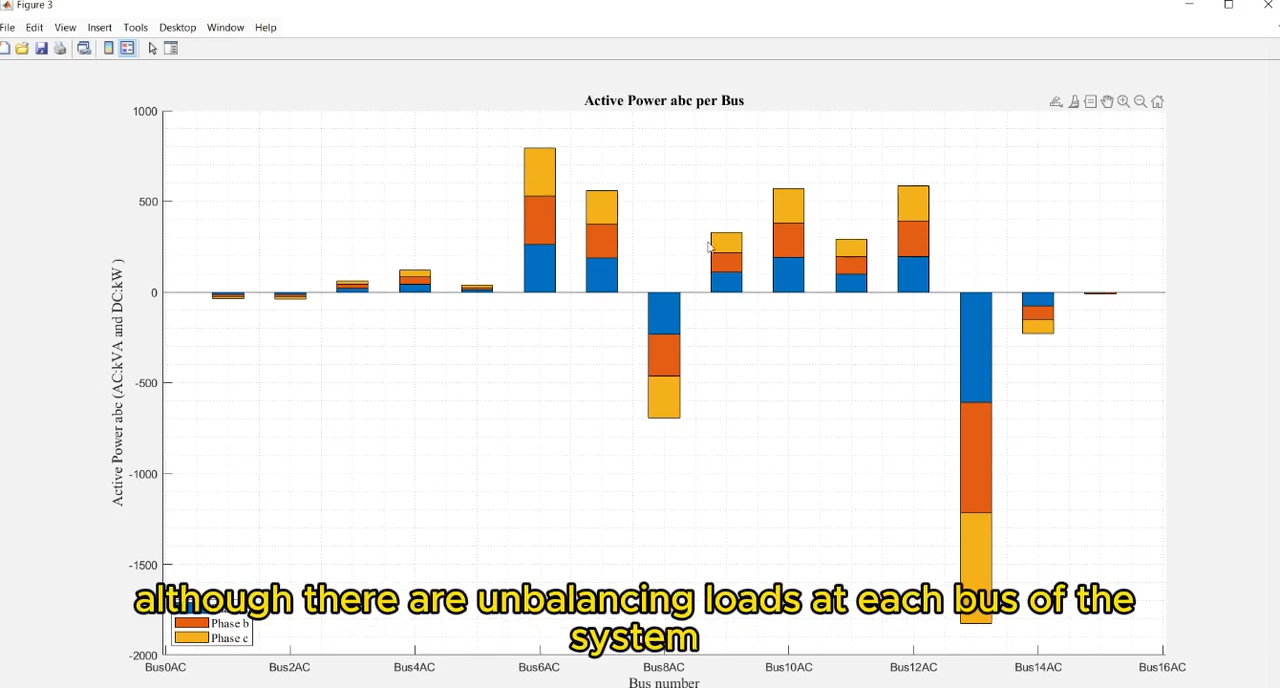 Figure 3
File Edit View Insert Tools Desktop Window Help
Active Power abc per Bus
1000
500
0
-500
-1000
-1500
-2000
Active Power abc (AC:kVA and DC:kW )
although there are unbalancing loads at each bus of the
system
Phase b
Phase c
Bus0AC Bus2AC Bus4AC Bus6AC Bus8AC Bus10AC Bus12AC Bus14AC Bus16AC
Bus number